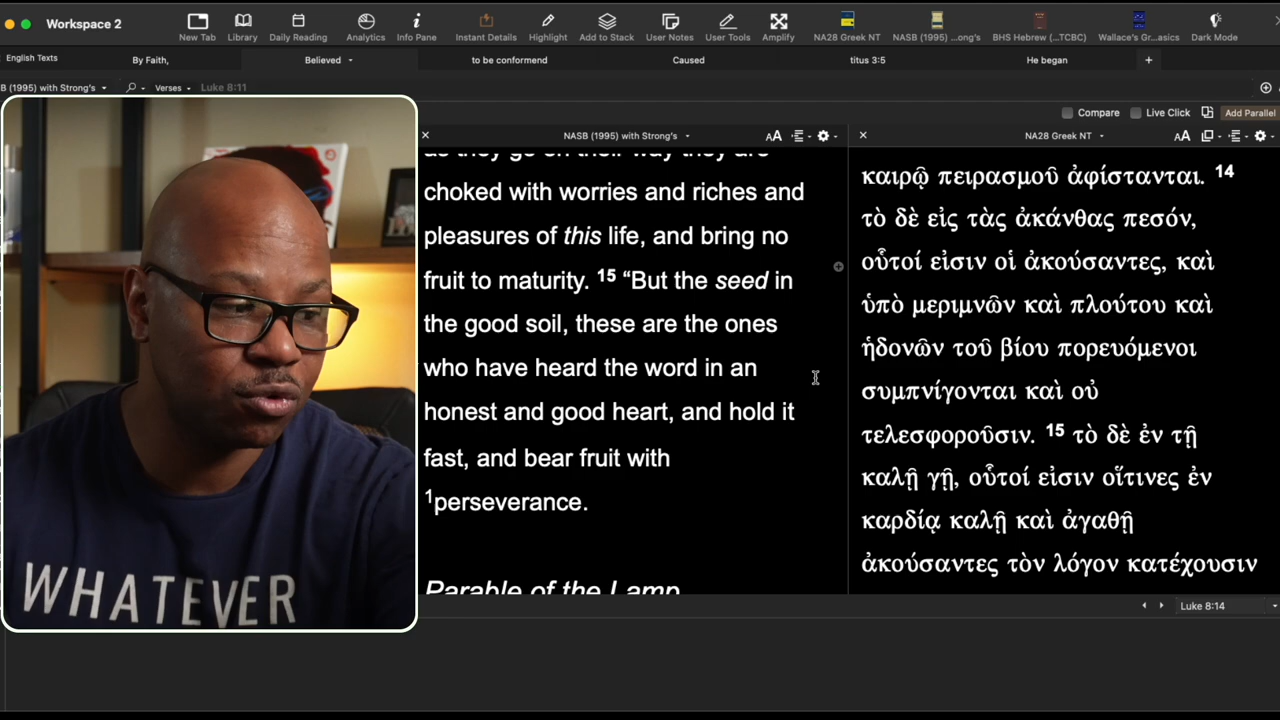 Workspace 2
New Tab
Library
Daily Reading
Analytics
Info Pane
Instant Details
Highlight
Add to Stack
User Notes
User Tools
Amplify
NA28 Greek NT
NASB (1995) ...ong's
BHS Hebrew (...TCBC)
Wallace's Gr...asics
Dark Mode
English Texts
By Faith,
Believed
to be conformend
Caused
titus 3:5
He began
B (1995) with Strong's
Verses
Luke 8:11
Compare
Live Click
Add Parallel
NASB (1995) with Strong's
as they go on their way they are
choked with worries and riches and
pleasures of this life, and bring no
fruit to maturity. 15 “But the seed in
the good soil, these are the ones
who have heard the word in an
honest and good heart, and hold it
fast, and bear fruit with
1perseverance.
Parable of the Lamp
NA28 Greek NT
καιρῷ πειρασμοῦ ἀφίστανται. 14
τὸ δὲ εἰς τὰς ἀκάνθας πεσόν,
οὗτοί εἰσιν οἱ ἀκούσαντες, καὶ
ὑπὸ μεριμνῶν καὶ πλούτου καὶ
ἡδονῶν τοῦ βίου πορευόμενοι
συμπνίγονται καὶ οὐ
τελεσφοροῦσιν. 15 τὸ δὲ ἐν τῇ
καλῇ γῇ, οὗτοί εἰσιν οἵτινες ἐν
καρδίᾳ καλῇ καὶ ἀγαθῇ
ἀκούσαντες τὸν λόγον κατέχουσιν
Luke 8:14
WHATEVER